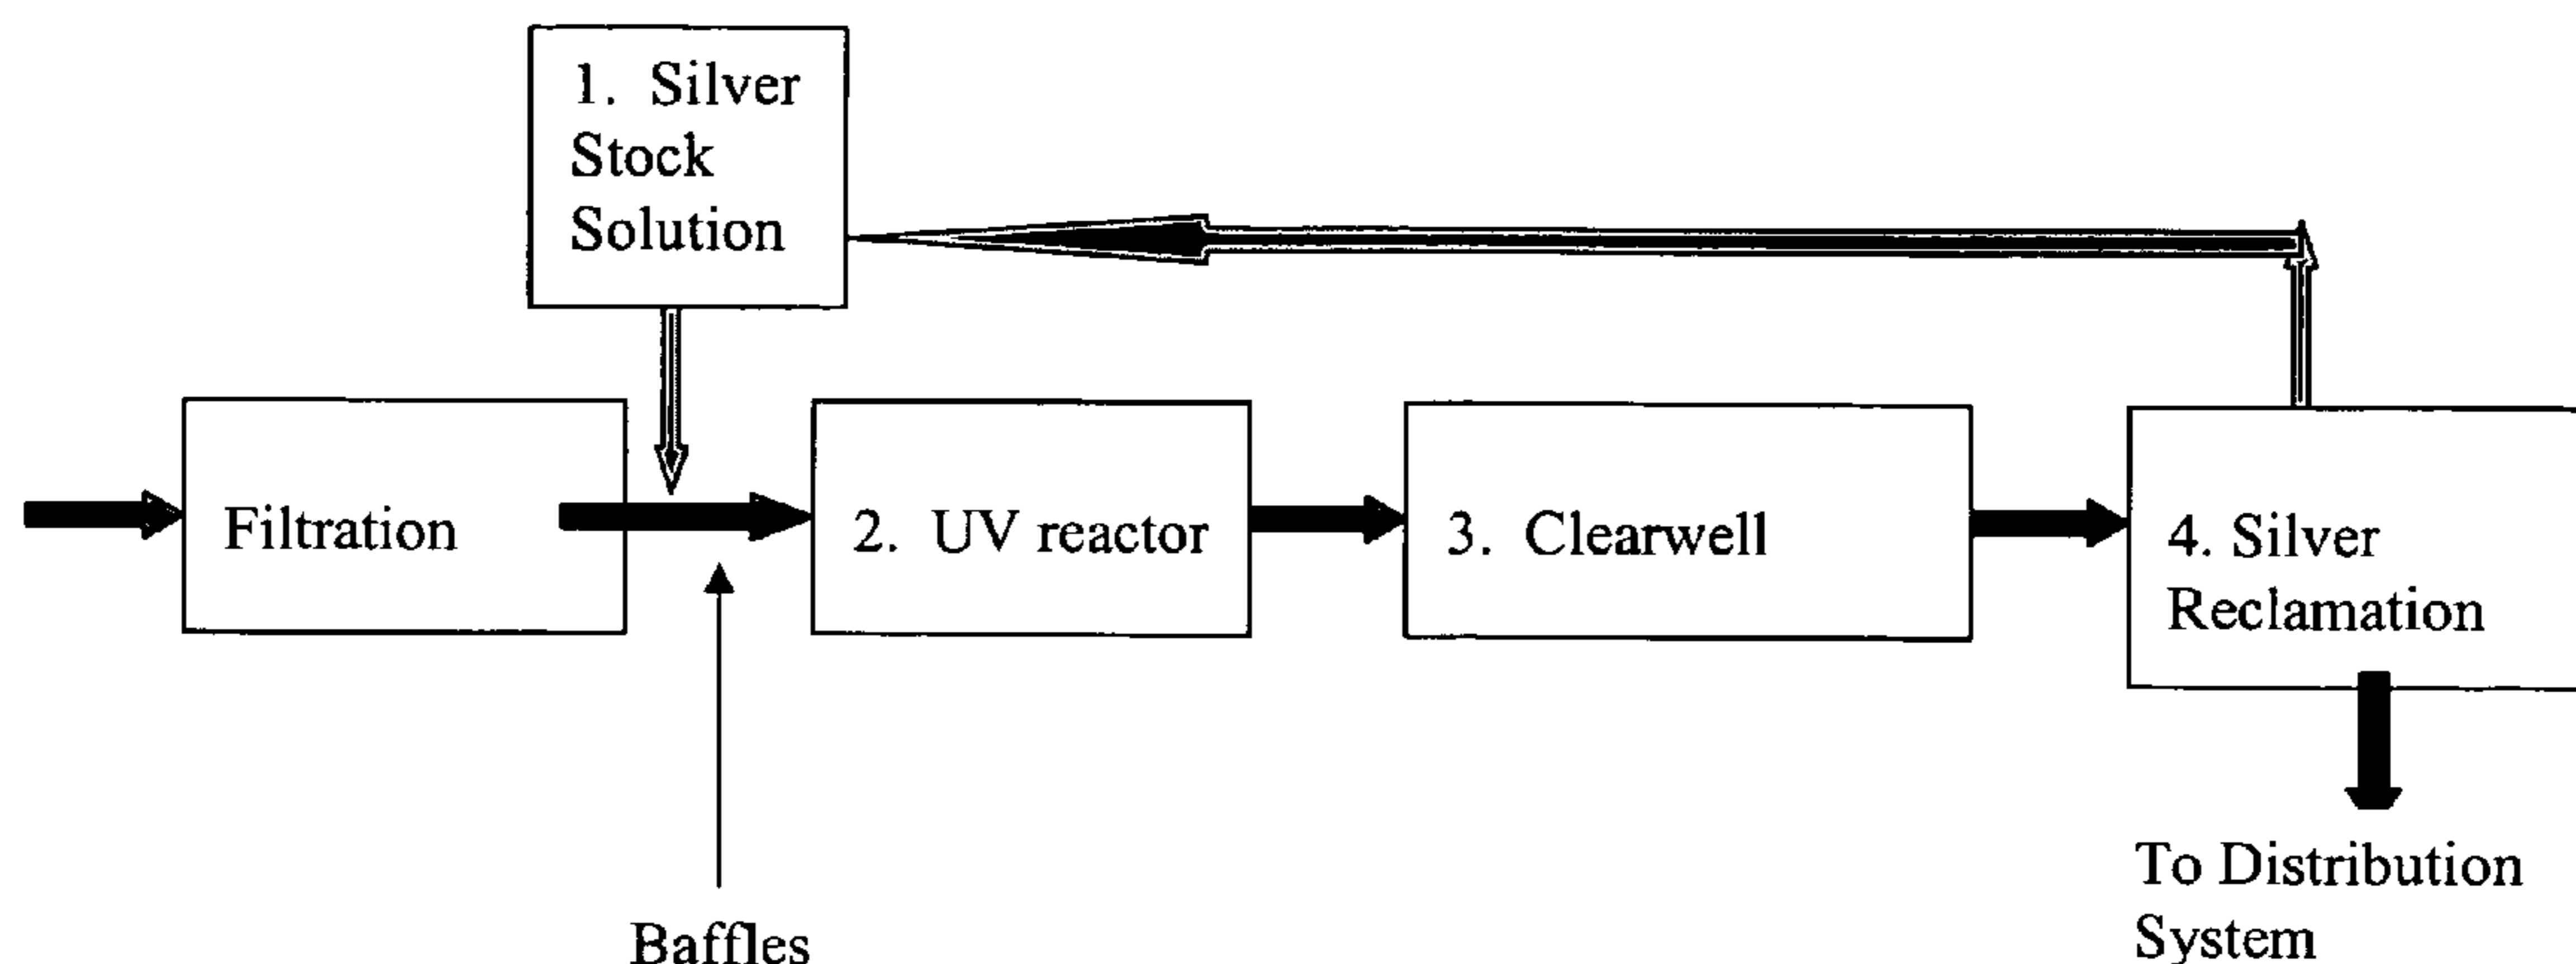 1. Silver
Stock
Solution
Filtration
2. UV reactor
3. Clearwell
4. Silver
Reclamation
Baffles
To Distribution
System